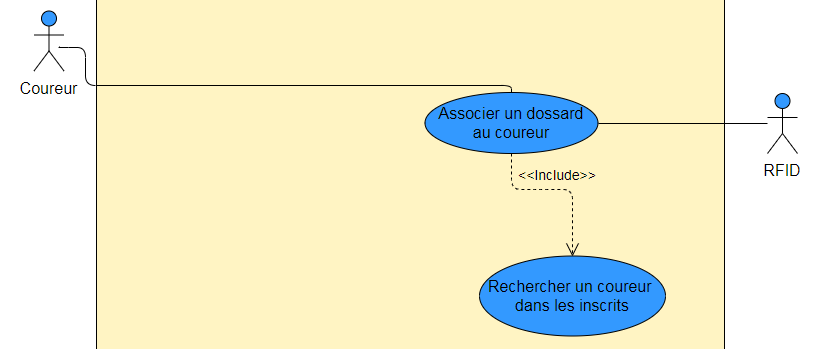 Coureur
Associer un dossard
au coureur
RFID
<<Include>>
Rechercher un coureur
dans les inscrits